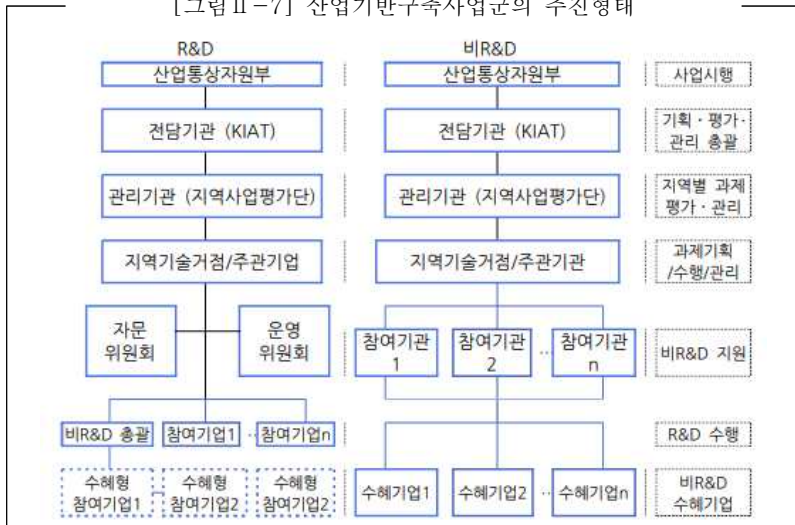 [그림Ⅱ-7] 산업기반구축사업군의 추진형태
R&D 비R&D
산업통상자원부 산업통상자원부 사업시행
전담기관 (KIAT) 전담기관 (KIAT) 기획·평가·
관리 총괄
관리기관 (지역사업평가단) 관리기관 (지역사업평가단) 지역별 과제
평가·관리
지역기술거점/주관기업 지역기술거점/주관기관 과제기획
/수행/관리
자문
위원회
운영
위원회
참여기관
1
참여기관
2
..
참여기관
n
비R&D 지원
비R&D 총괄 참여기업1 .. 참여기업n R&D 수행
수혜형
참여기업1
수혜형
참여기업2
수혜형
참여기업2
수혜기업1 수혜기업2 .. 수혜기업n
비R&D
수혜기업